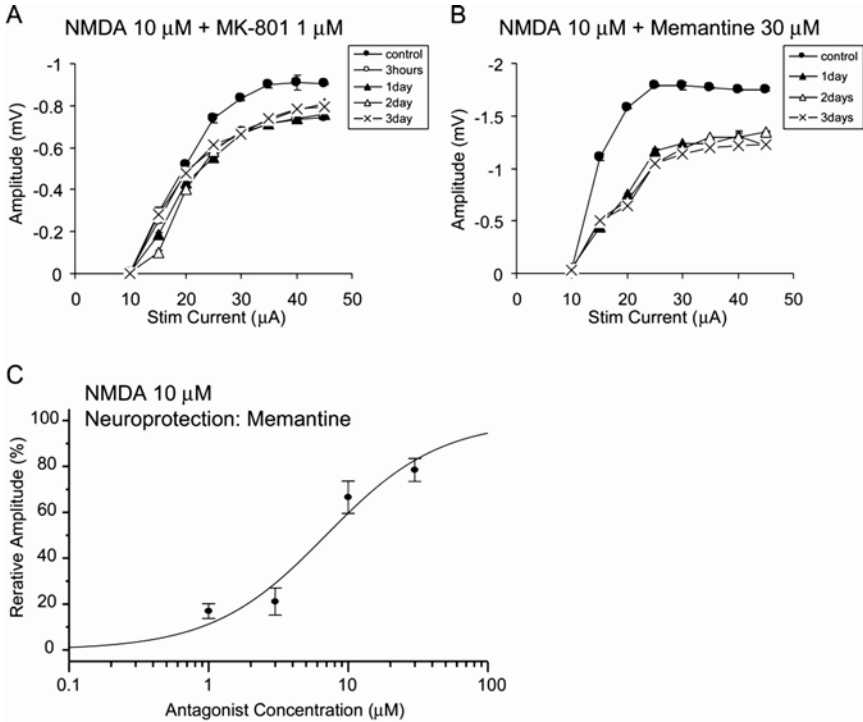 A
NMDA 10 μM + MK-801 1 μM
control
3hours
1day
2day
3day
Amplitude (mV)
-1
-0.8
-0.6
-0.4
-0.2
0
0 10 20 30 40 50
Stim Current (μA)
B
NMDA 10 μM + Memantine 30 μM
control
1day
2days
3days
Amplitude (mV)
-2
-1.5
-1
-0.5
0
0 10 20 30 40 50
Stim Current (μA)
C
NMDA 10 μM
Neuroprotection: Memantine
Rerative Amplitude (%)
100
80
60
40
20
0
0.1 1 10 100
Antagonist Concentration (μM)